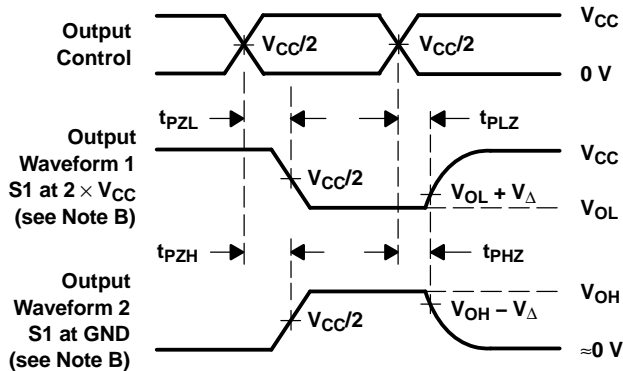 Output
Control
V_CC/2
V_CC/2
V_CC
0 V
t_PZL
t_PLZ
Output
Waveform 1
S1 at 2 × V_CC
(see Note B)
V_CC/2
V_CC
V_OL + V_Δ
V_OL
t_PZH
t_PHZ
Output
Waveform 2
S1 at GND
(see Note B)
V_CC/2
V_OH
V_OH – V_Δ
≈0 V